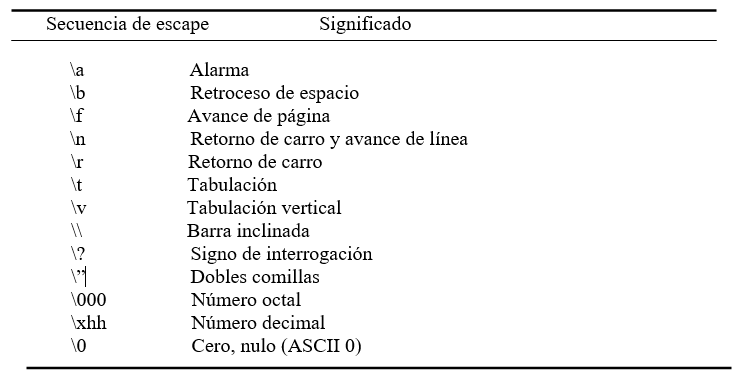 Secuencia de escape Significado
\a Alarma
\b Retroceso de espacio
\f Avance de página
\n Retorno de carro y avance de línea
\r Retorno de carro
\t Tabulación
\v Tabulación vertical
\\ Barra inclinada
\? Signo de interrogación
\” Dobles comillas
\000 Número octal
\xhh Número decimal
\0 Cero, nulo (ASCII 0)